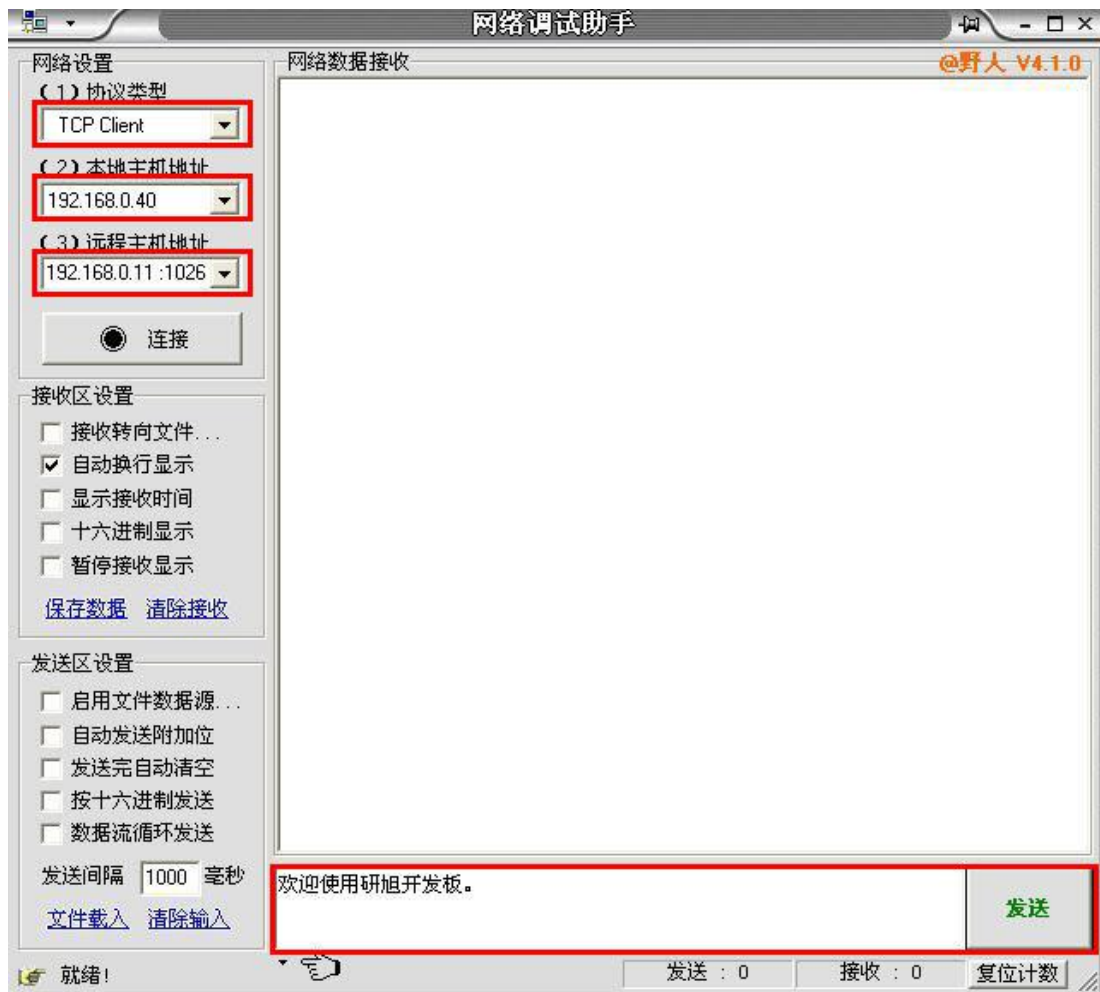 网络调试助手
网络设置
(1) 协议类型
TCP Client
(2) 本地主机地址
192.168.0.40
(3) 远程主机地址
192.168.0.11 :1026
连接
接收区设置
接收转向文件...
自动换行显示
显示接收时间
十六进制显示
暂停接收显示
保存数据 清除接收
发送区设置
启用文件数据源...
自动发送附加位
发送完自动清空
按十六进制发送
数据流循环发送
发送间隔 1000 毫秒
文件载入 清除输入
网络数据接收
@野人 V4.1.0
欢迎使用研旭开发板。
发送
就绪!
发送 : 0
接收 : 0
复位计数